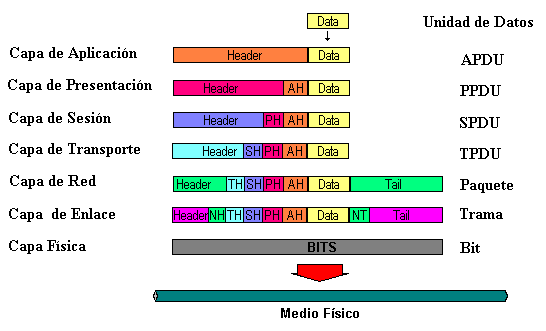 Data Unidad de Datos
Capa de Aplicación Header Data APDU
Capa de Presentación Header AH Data PPDU
Capa de Sesión Header PH AH Data SPDU
Capa de Transporte Header SH PH AH Data TPDU
Capa de Red Header TH SH PH AH Data Tail Paquete
Capa de Enlace Header NH TH SH PH AH Data NT Tail Trama
Capa Física BITS Bit
Medio Físico